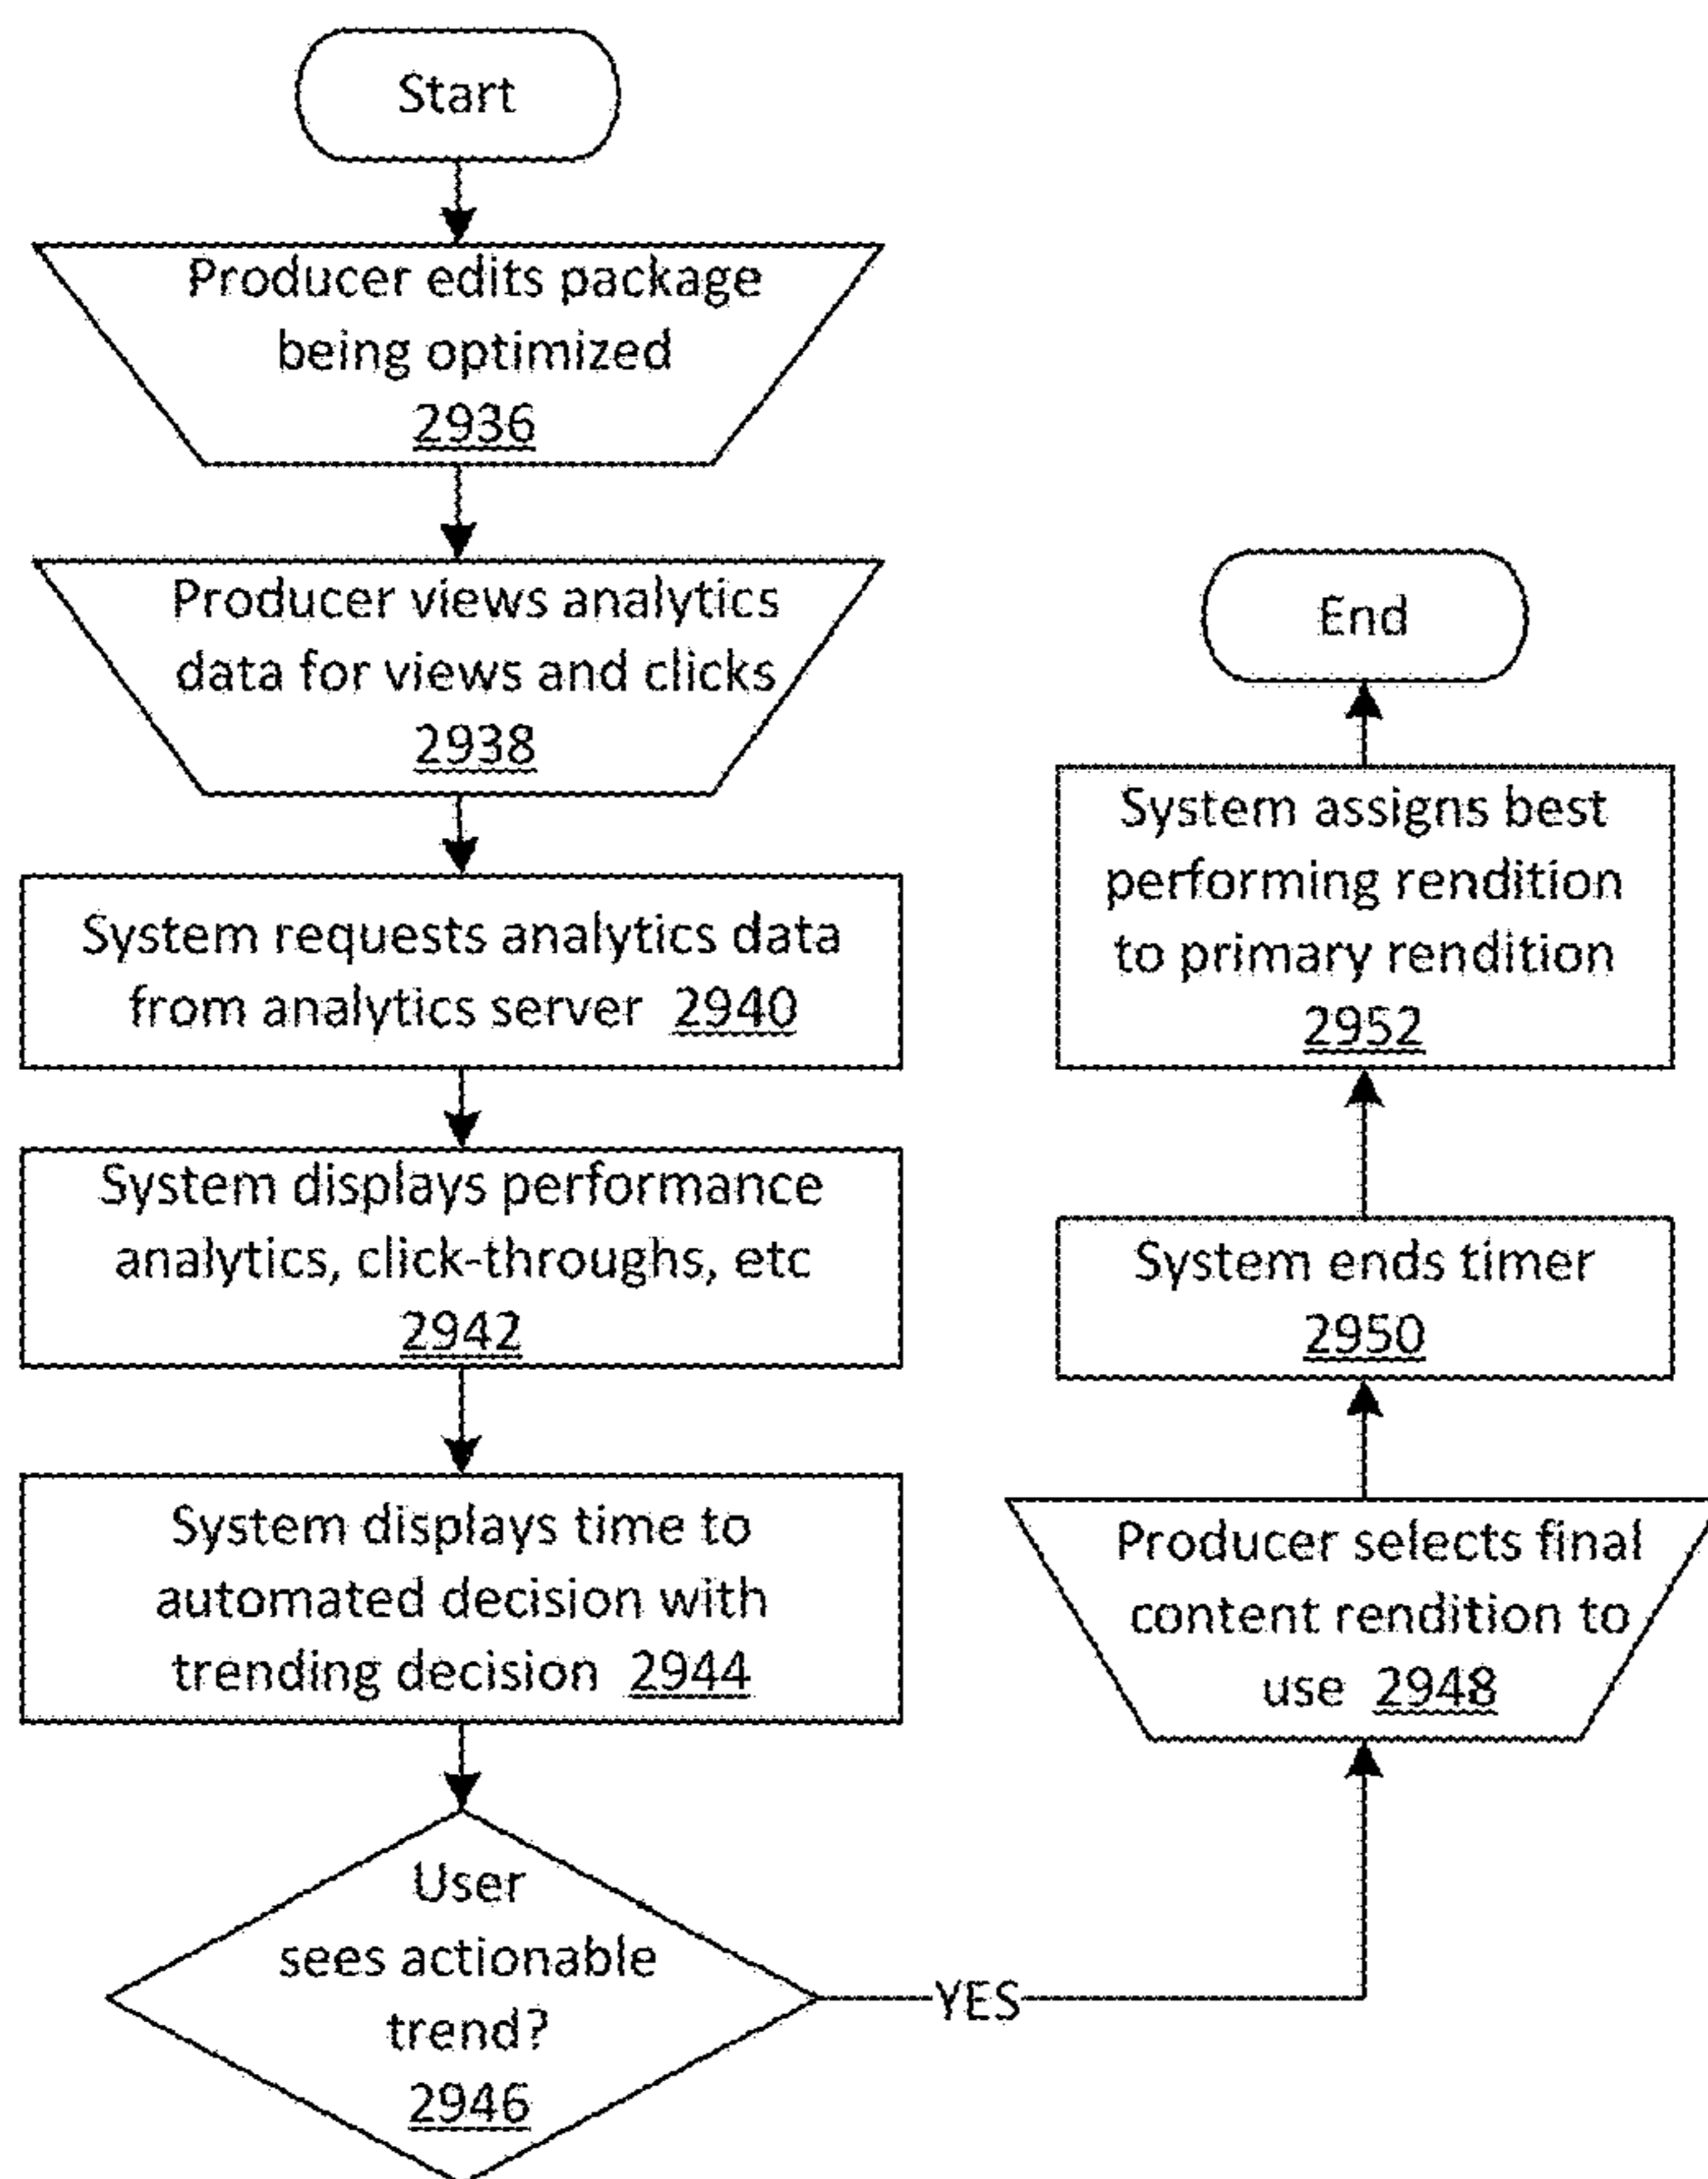 Start
Producer edits package
being optimized
2936
Producer views analytics
data for views and clicks
2938
System requests analytics data
from analytics server 2940
System displays performance
analytics, click-throughs, etc
2942
System displays time to
automated decision with
trending decision 2944
User
sees actionable
trend?
2946
YES
Producer selects final
content rendition to
use 2948
System ends timer
2950
System assigns best
performing rendition
to primary rendition
2952
End